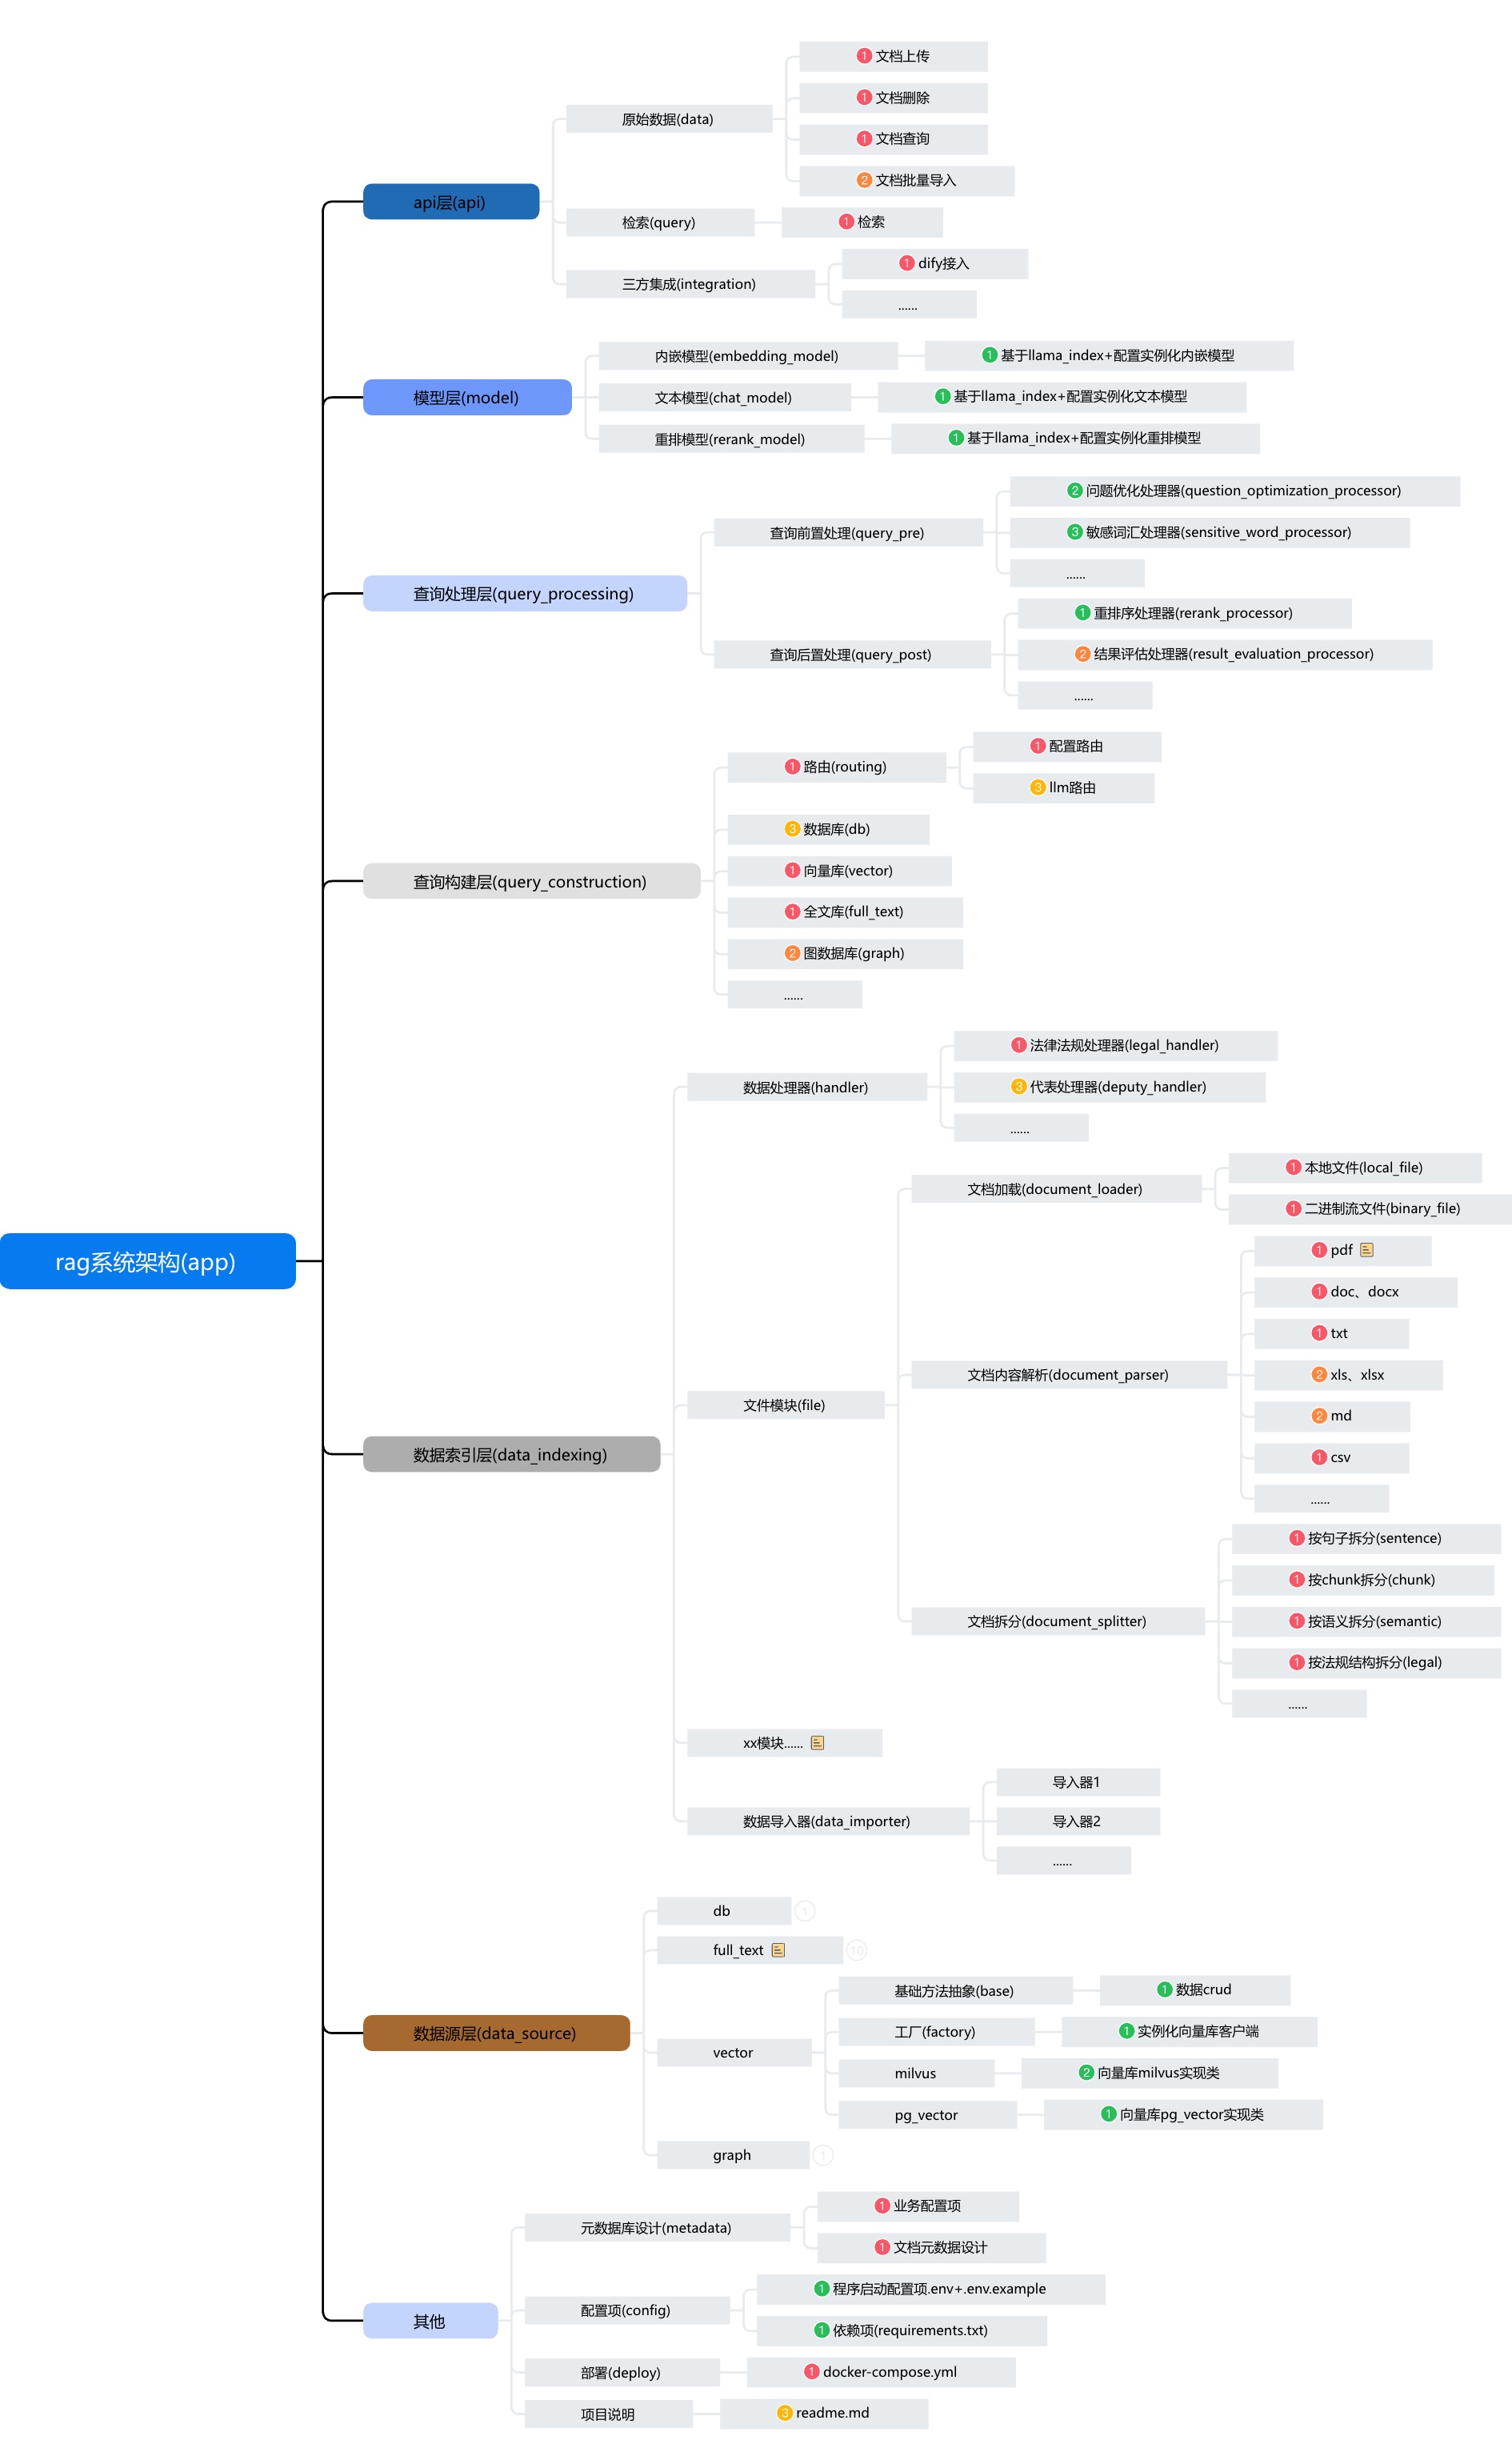 rag系统架构(app)
api层(api)
原始数据(data)
1 文档上传
1 文档删除
1 文档查询
2 文档批量导入
检索(query)
1 检索
三方集成(integration)
1 dify接入
......
模型层(model)
内嵌模型(embedding_model)
1 基于llama_index+配置实例化内嵌模型
文本模型(chat_model)
1 基于llama_index+配置实例化文本模型
重排模型(rerank_model)
1 基于llama_index+配置实例化重排模型
查询处理层(query_processing)
查询前置处理(query_pre)
2 问题优化处理器(question_optimization_processor)
3 敏感词汇处理器(sensitive_word_processor)
......
查询后置处理(query_post)
1 重排序处理器(rerank_processor)
2 结果评估处理器(result_evaluation_processor)
......
查询构建层(query_construction)
1 路由(routing)
1 配置路由
3 llm路由
3 数据库(db)
1 向量库(vector)
1 全文库(full_text)
2 图数据库(graph)
......
数据索引层(data_indexing)
数据处理器(handler)
1 法律法规处理器(legal_handler)
3 代表处理器(deputy_handler)
......
文件模块(file)
文档加载(document_loader)
1 本地文件(local_file)
1 二进制流文件(binary_file)
文档内容解析(document_parser)
1 pdf
1 doc、docx
1 txt
2 xls、xlsx
2 md
1 csv
......
文档拆分(document_splitter)
1 按句子拆分(sentence)
1 按chunk拆分(chunk)
1 按语义拆分(semantic)
1 按法规结构拆分(legal)
......
xx模块......
数据导入器(data_importer)
导入器1
导入器2
......
数据源层(data_source)
db 1
full_text 10
vector
基础方法抽象(base)
1 数据crud
工厂(factory)
1 实例化向量库客户端
milvus
2 向量库milvus实现类
pg_vector
1 向量库pg_vector实现类
graph 1
其他
元数据库设计(metadata)
1 业务配置项
1 文档元数据设计
配置项(config)
1 程序启动配置项.env+.env.example
1 依赖项(requirements.txt)
部署(deploy)
1 docker-compose.yml
项目说明
3 readme.md